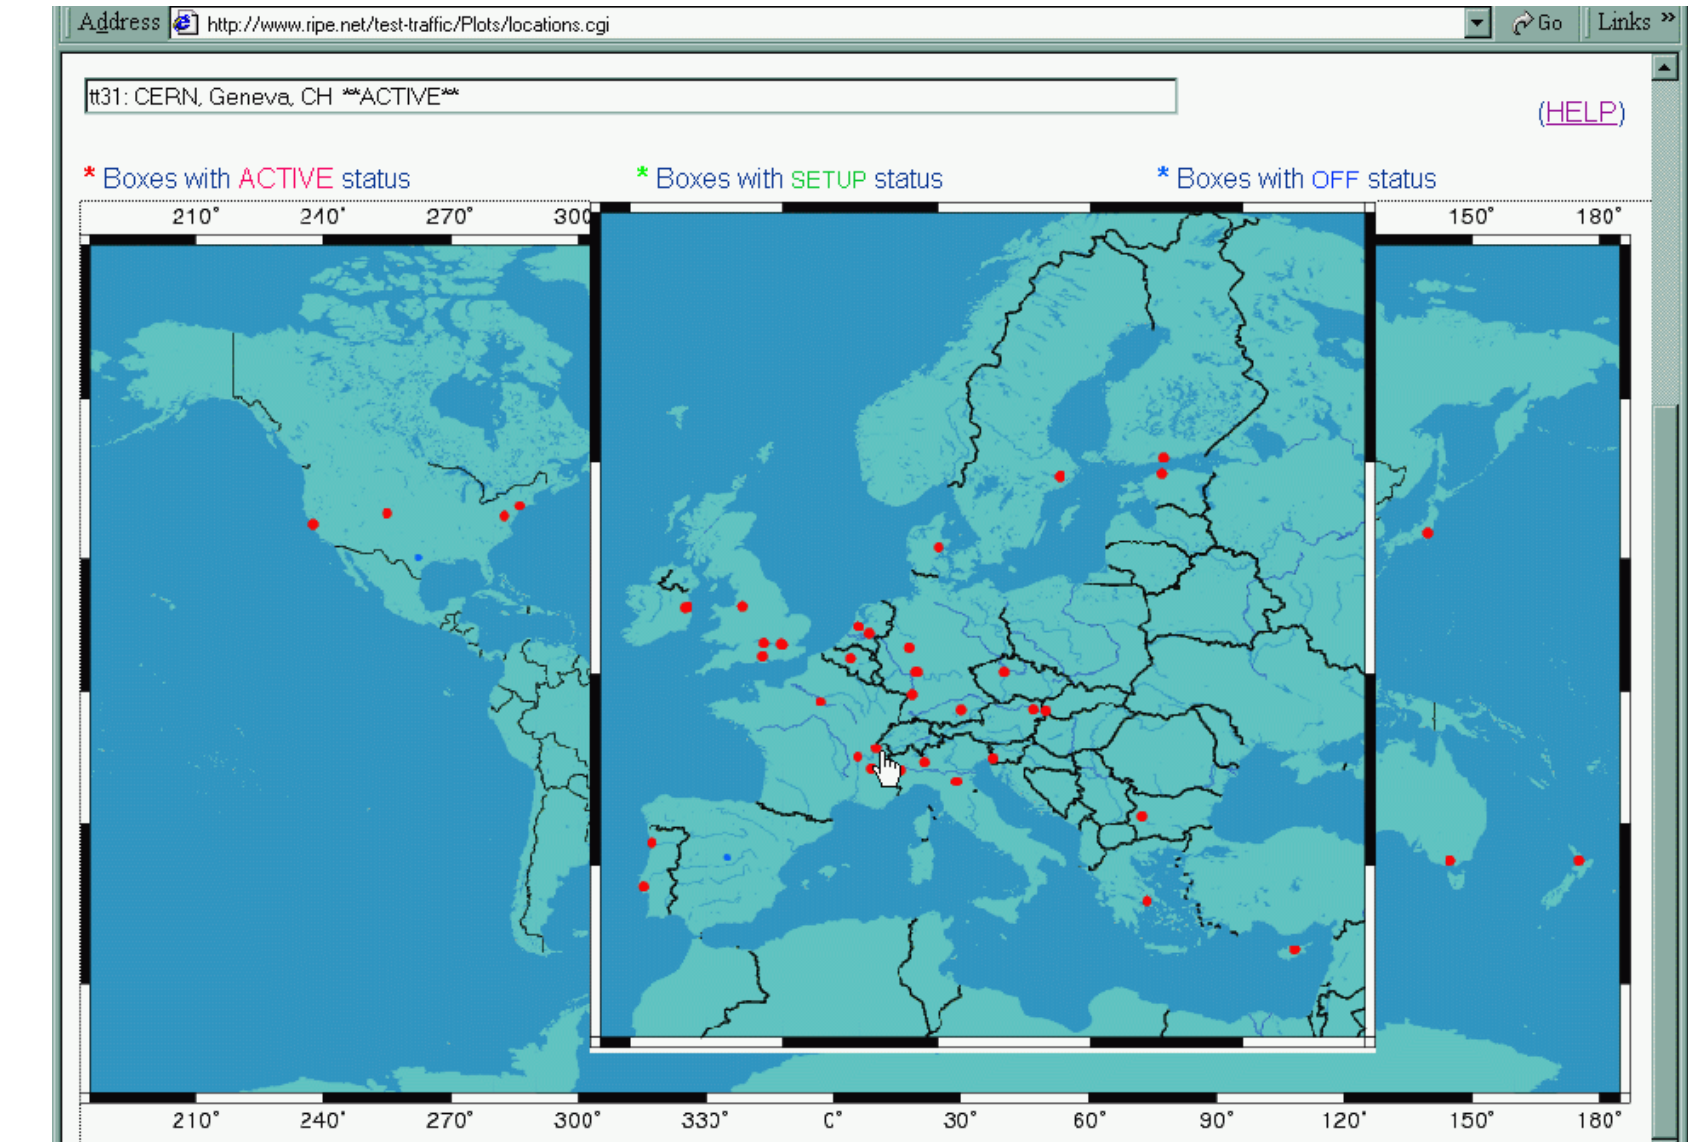 Address http://www.ripe.net/test-traffic/Plots/locations.cgi Go Links »
tt31: CERN, Geneva, CH **ACTIVE**
(HELP)
* Boxes with ACTIVE status * Boxes with SETUP status * Boxes with OFF status
210° 240° 270° 300 150° 180°
210° 240° 270° 300° 330° 0° 30° 60° 90° 120° 150° 180°